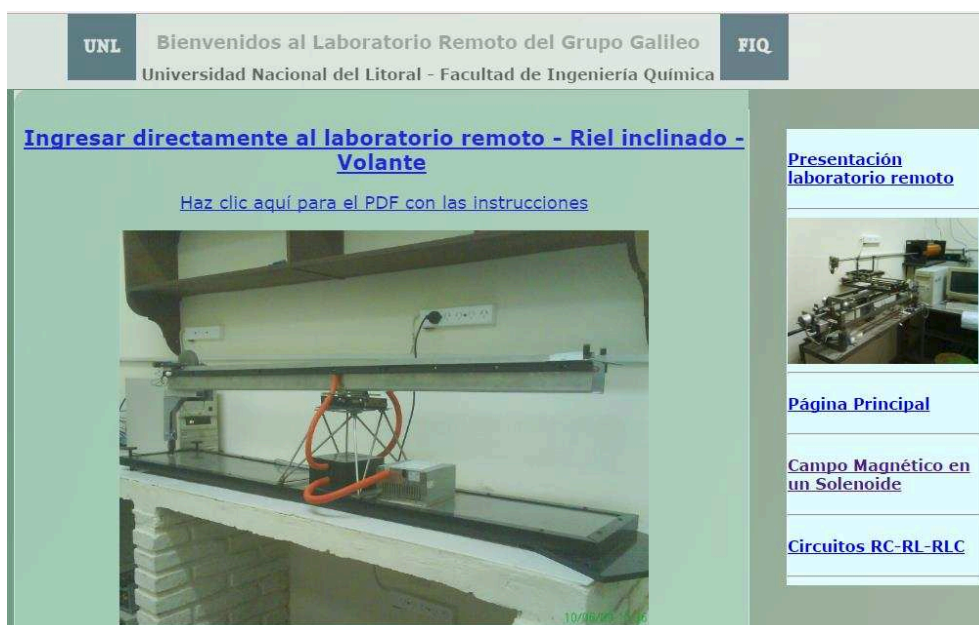 UNL
Bienvenidos al Laboratorio Remoto del Grupo Galileo
FIQ
Universidad Nacional del Litoral - Facultad de Ingeniería Química
Ingresar directamente al laboratorio remoto - Riel inclinado -
Volante
Haz clic aquí para el PDF con las instrucciones
Presentación
laboratorio remoto
Página Principal
Campo Magnético en
un Solenoide
Circuitos RC-RL-RLC